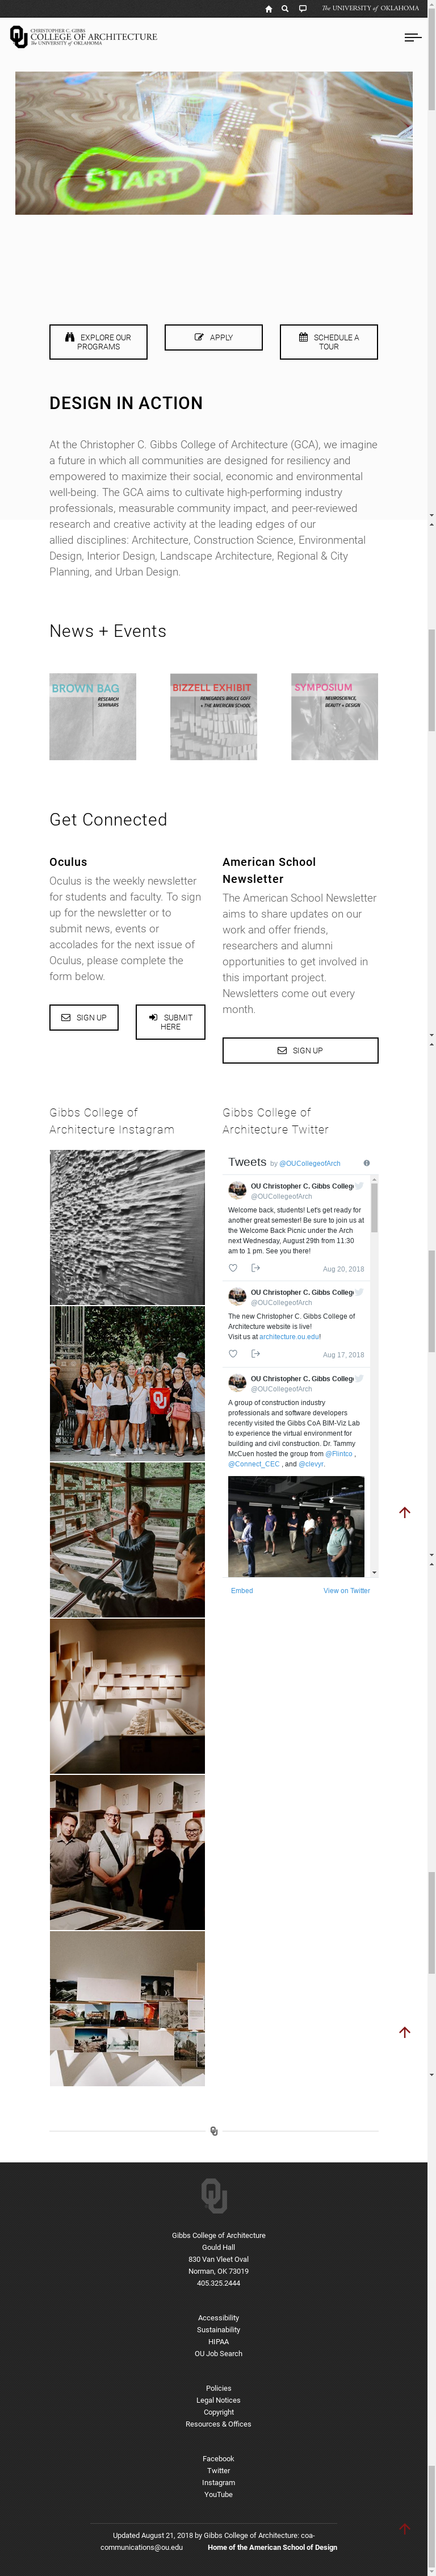 The UNIVERSITY of OKLAHOMA
CHRISTOPHER C. GIBBS
COLLEGE OF ARCHITECTURE
The UNIVERSITY of OKLAHOMA
START
EXPLORE OUR
PROGRAMS
APPLY
SCHEDULE A
TOUR
DESIGN IN ACTION
At the Christopher C. Gibbs College of Architecture (GCA), we imagine
a future in which all communities are designed for resiliency and
empowered to maximize their social, economic and environmental
well-being. The GCA aims to cultivate high-performing industry
professionals, measurable community impact, and peer-reviewed
research and creative activity at the leading edges of our
allied disciplines: Architecture, Construction Science, Environmental
Design, Interior Design, Landscape Architecture, Regional & City
Planning, and Urban Design.
News + Events
BROWN BAG
RESEARCH
SEMINARS
BIZZELL EXHIBIT
RENEGADES: BRUCE GOFF
+ THE AMERICAN SCHOOL
SYMPOSIUM
NEUROSCIENCE,
BEAUTY + DESIGN
Get Connected
Oculus
Oculus is the weekly newsletter
for students and faculty. To sign
up for the newsletter or to
submit news, events or
accolades for the next issue of
Oculus, please complete the
form below.
SIGN UP
SUBMIT
HERE
American School
Newsletter
The American School Newsletter
aims to share updates on our
work and offer friends,
researchers and alumni
opportunities to get involved in
this important project.
Newsletters come out every
month.
SIGN UP
Gibbs College of
Architecture Instagram
Gibbs College of
Architecture Twitter
Tweets by @OUCollegeofArch
OU Christopher C. Gibbs College
@OUCollegeofArch
Welcome back, students! Let's get ready for
another great semester! Be sure to join us at
the Welcome Back Picnic under the Arch
next Wednesday, August 29th from 11:30
am to 1 pm. See you there!
Aug 20, 2018
OU Christopher C. Gibbs College
@OUCollegeofArch
The new Christopher C. Gibbs College of
Architecture website is live!
Visit us at architecture.ou.edu!
Aug 17, 2018
OU Christopher C. Gibbs College
@OUCollegeofArch
A group of construction industry
professionals and software developers
recently visited the Gibbs CoA BIM-Viz Lab
to experience the virtual environment for
building and civil construction. Dr. Tammy
McCuen hosted the group from @Flintco ,
@Connect_CEC , and @clevyr.
Embed
View on Twitter
Gibbs College of Architecture
Gould Hall
830 Van Vleet Oval
Norman, OK 73019
405.325.2444
Accessibility
Sustainability
HIPAA
OU Job Search
Policies
Legal Notices
Copyright
Resources & Offices
Facebook
Twitter
Instagram
YouTube
Updated August 21, 2018 by Gibbs College of Architecture: coa-
communications@ou.edu Home of the American School of Design